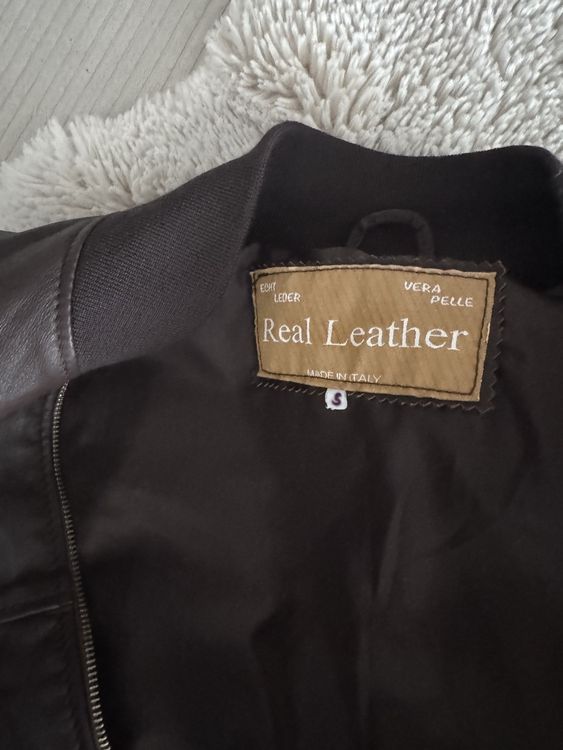 ECHT VERA
LEDER PELLE
Real Leather
MADE IN ITALY
S